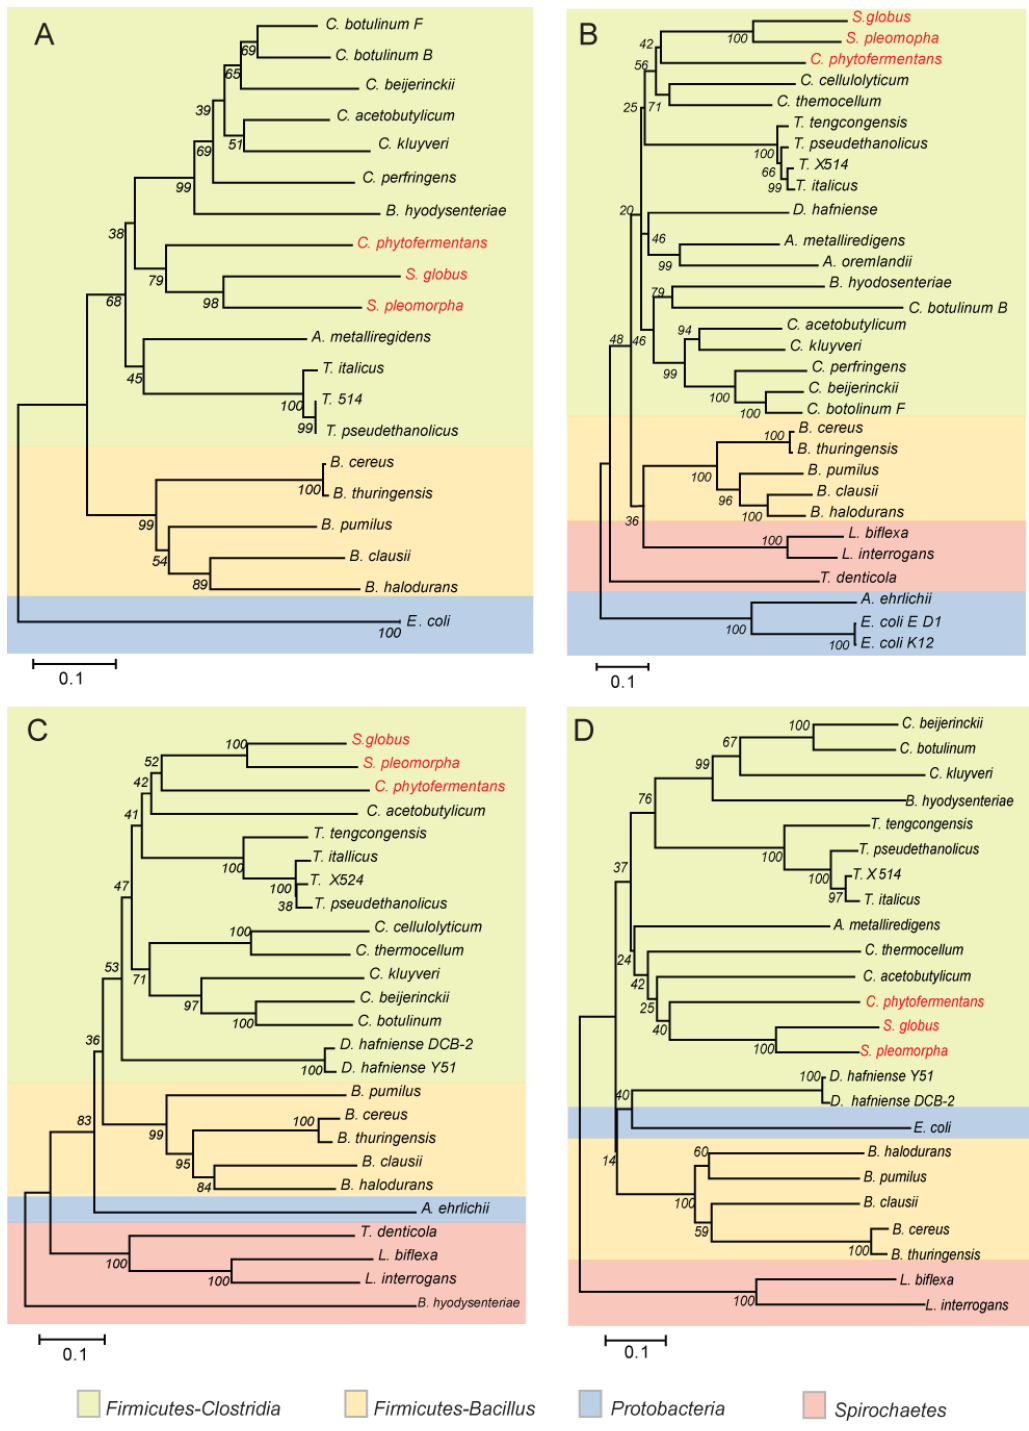 A
C. botulinum F
69
C. botulinum B
65
C. beijerinckii
39
C. acetobutylicum
51
C. kluyveri
69
C. perfringens
99
B. hyodysenteriae
38
C. phytofermentans
79
S. globus
98
S. pleomorpha
68
A. metalliregidens
45
T. italicus
100
T. 514
99
T. pseudethanolicus
B. cereus
100
B. thuringensis
99
B. pumilus
54
B. clausii
89
B. halodurans
E. coli
100
0.1
B
S.globus
100
S. pleomopha
42
C. phytofermentans
56
C. cellulolyticum
25
71
C. themocellum
T. tengcongensis
100
T. pseudethanolicus
66
T. X514
99
T. italicus
20
D. hafniense
46
A. metalliredigens
99
A. oremlandii
79
B. hyodosenteriae
C. botulinum B
48
46
94
C. acetobutylicum
C. kluyveri
99
C. perfringens
100
C. beijerinckii
100
C. botolinum F
B. cereus
100
B. thuringensis
100
B. pumilus
96
B. clausii
100
B. halodurans
36
L. biflexa
100
L. interrogans
T. denticola
A. ehrlichii
100
E. coli E D1
100
E. coli K12
0.1
C
S.globus
100
S. pleomorpha
52
C. phytofermentans
42
C. acetobutylicum
41
T. tengcongensis
100
T. itallicus
100
T. X524
38
T. pseudethanolicus
47
C. cellulolyticum
100
C. thermocellum
71
C. kluyveri
97
C. beijerinckii
100
C. botulinum
53
D. hafniense DCB-2
100
D. hafniense Y51
36
B. pumilus
99
B. cereus
100
B. thuringensis
95
B. clausii
84
B. halodurans
83
A. ehrlichii
T. denticola
100
L. biflexa
100
L. interrogans
B. hyodysenteriae
0.1
D
C. beijerinckii
100
C. botulinum
67
C. kluyveri
99
B. hyodysenteriae
76
T. tengcongensis
100
T. pseudethanolicus
100
T. X 514
97
T. italicus
37
A. metalliredigens
24
C. thermocellum
42
C. acetobutylicum
25
C. phytofermentans
40
S. globus
100
S. pleomorpha
D. hafniense Y51
100
D. hafniense DCB-2
40
E. coli
14
B. halodurans
60
B. pumilus
100
B. clausii
59
B. cereus
100
B. thuringensis
L. biflexa
100
L. interrogans
0.1
Firmicutes-Clostridia
Firmicutes-Bacillus
Protobacteria
Spirochaetes